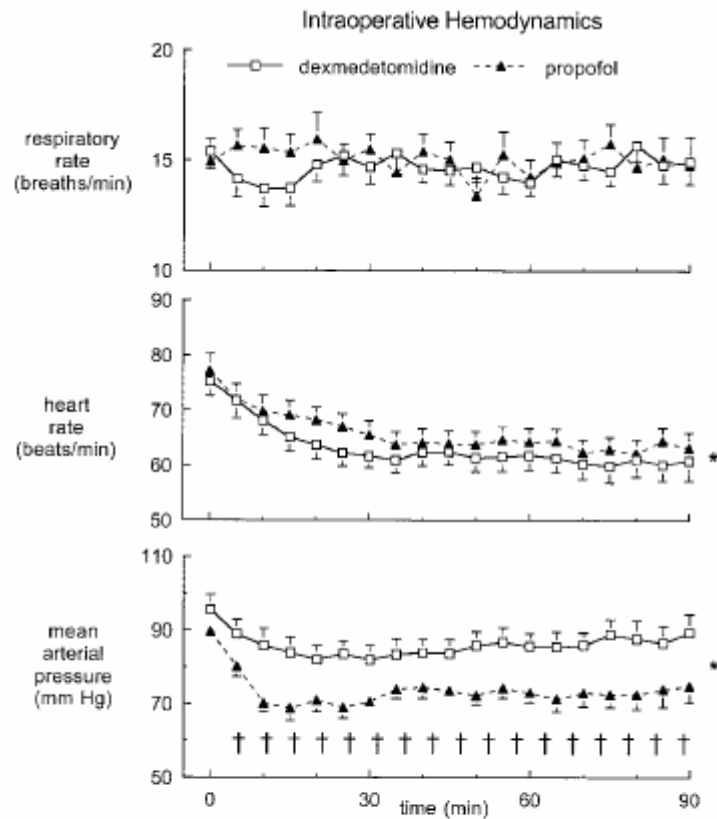 Intraoperative Hemodynamics
dexmedetomidine propofol
20
15
10
respiratory
rate
(breaths/min)
90
80
70
60
50
heart
rate
(beats/min)
*
110
90
70
50
mean
arterial
pressure
(mm Hg)
*
† † † † † † † † † † † † † † † † †
0 30 60 90
time (min)